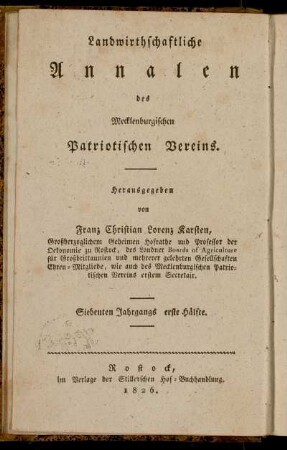 Landwirthschaftliche
Annalen
des
Mecklenburgischen
Patriotischen Vereins.
Herausgegeben
von
Franz Christian Lorenz Karsten,
Großherzoglichem Geheimen Hofrathe und Professor der
Oekonomie zu Rostock, des Londner Boards of Agriculture
für Großbritannien und mehrerer gelehrten Gesellschaften
Ehren-Mitgliede, wie auch des Mecklenburgischen Patrio-
tischen Vereins erstem Secretair.
Siebenten Jahrgangs erste Hälfte.
Rostock,
im Verlage der Stillerschen Hof-Buchhandlung.
1826.